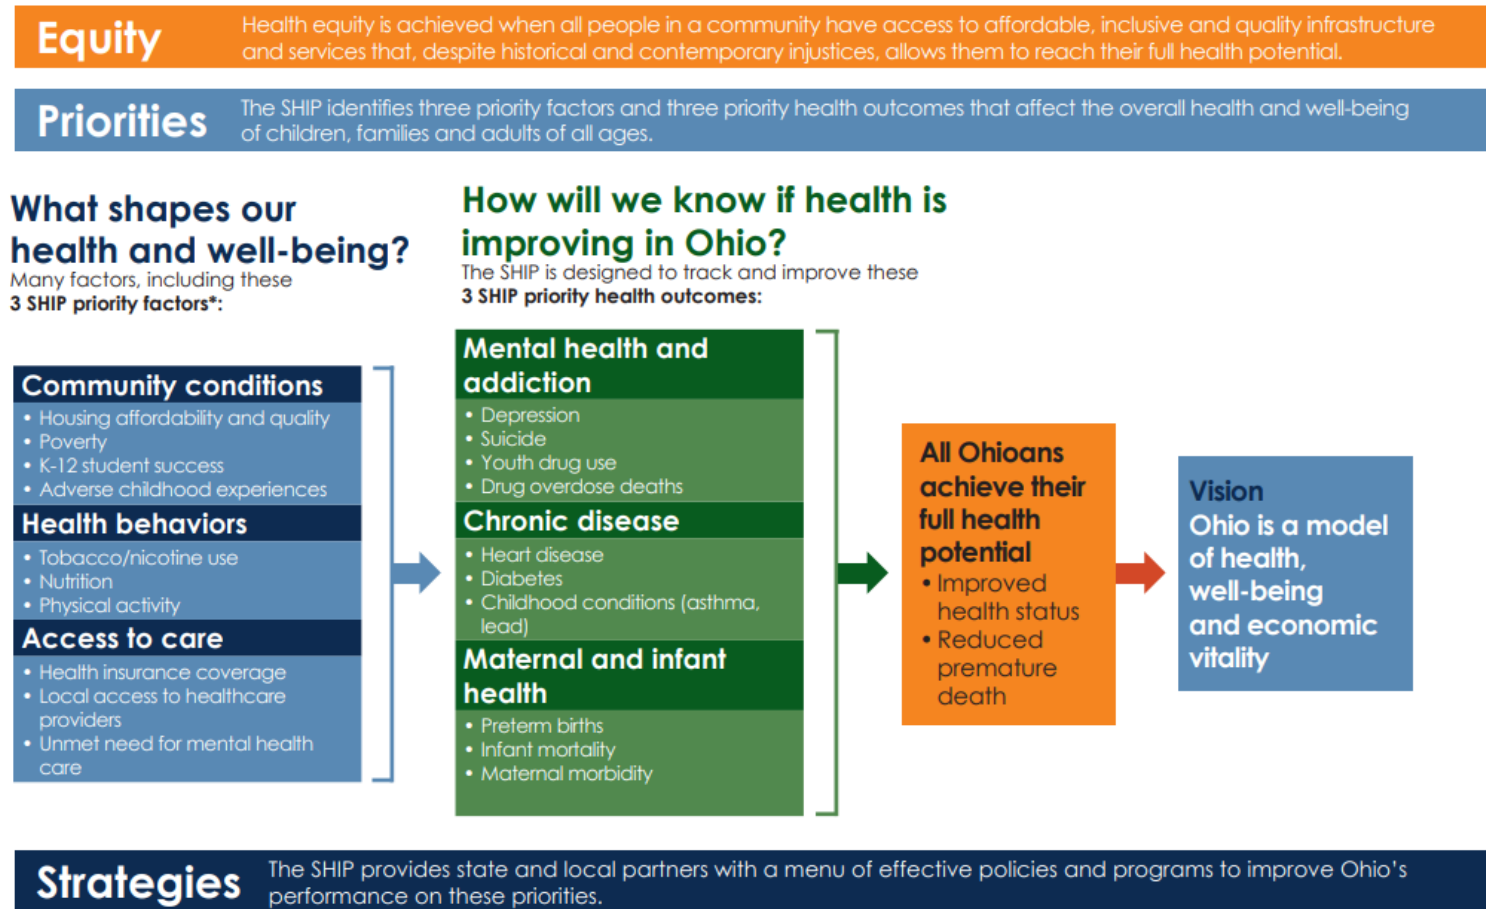 Equity
Health equity is achieved when all people in a community have access to affordable, inclusive and quality infrastructure
and services that, despite historical and contemporary injustices, allows them to reach their full health potential.
Priorities
The SHIP identifies three priority factors and three priority health outcomes that affect the overall health and well-being
of children, families and adults of all ages.
What shapes our
health and well-being?
Many factors, including these
3 SHIP priority factors*:
Community conditions
• Housing affordability and quality
• Poverty
• K-12 student success
• Adverse childhood experiences
Health behaviors
• Tobacco/nicotine use
• Nutrition
• Physical activity
Access to care
• Health insurance coverage
• Local access to healthcare
providers
• Unmet need for mental health
care
How will we know if health is
improving in Ohio?
The SHIP is designed to track and improve these
3 SHIP priority health outcomes:
Mental health and
addiction
• Depression
• Suicide
• Youth drug use
• Drug overdose deaths
Chronic disease
• Heart disease
• Diabetes
• Childhood conditions (asthma,
lead)
Maternal and infant
health
• Preterm births
• Infant mortality
• Maternal morbidity
All Ohioans
achieve their
full health
potential
• Improved
health status
• Reduced
premature
death
Vision
Ohio is a model
of health,
well-being
and economic
vitality
Strategies
The SHIP provides state and local partners with a menu of effective policies and programs to improve Ohio's
performance on these priorities.